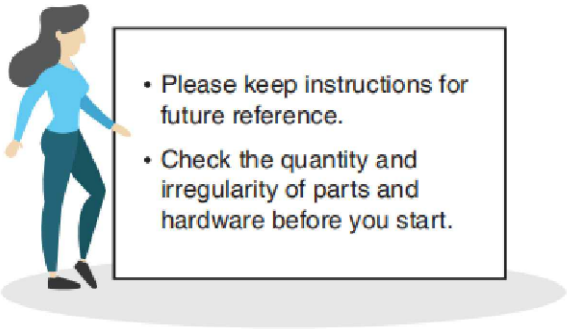 • Please keep instructions for
future reference.
• Check the quantity and
irregularity of parts and
hardware before you start.